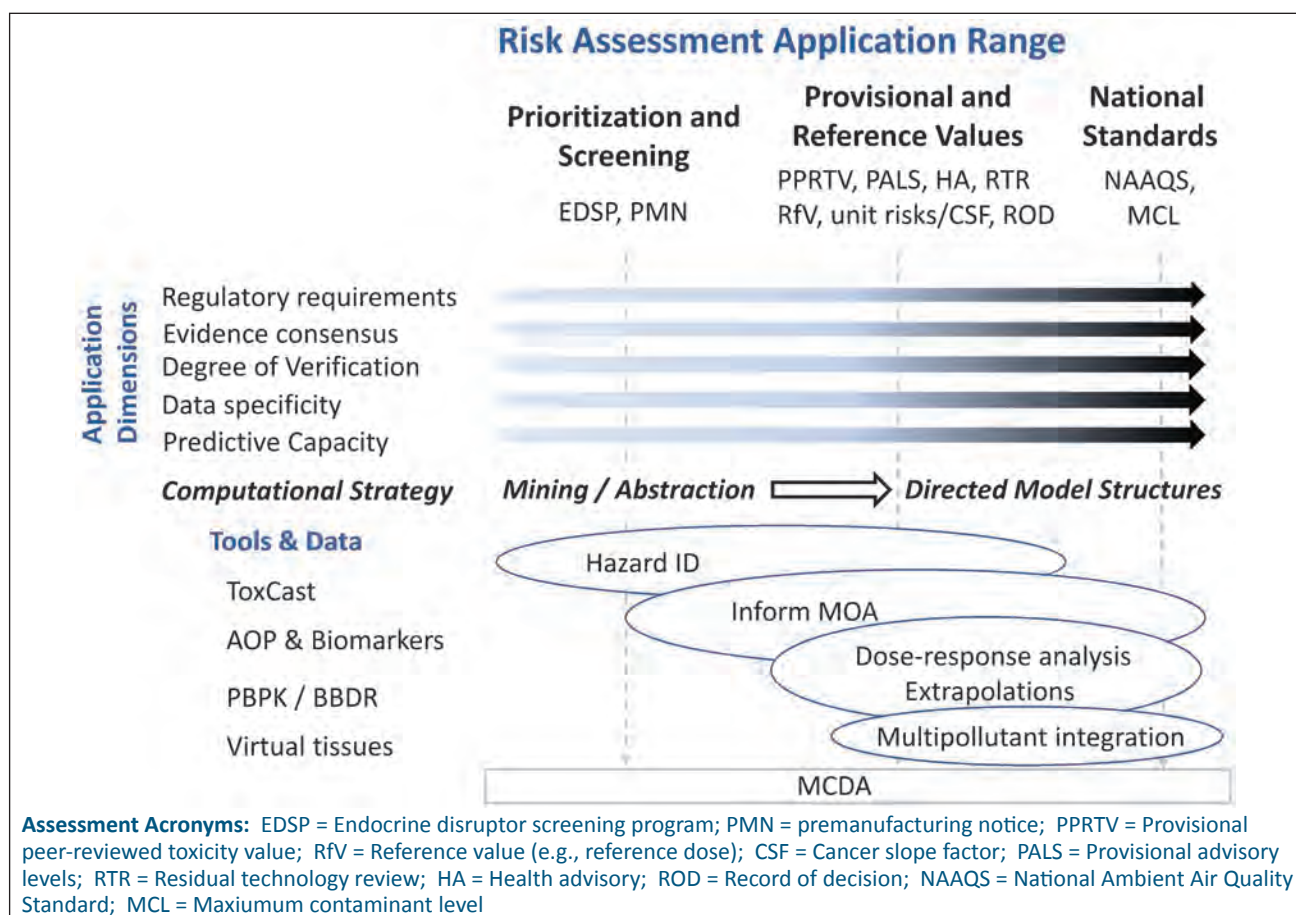 Risk Assessment Application Range
Prioritization and
Screening
EDSP, PMN
Provisional and
Reference Values
PPRTV, PALS, HA, RTR
RfV, unit risks/CSF, ROD
National
Standards
NAAQS,
MCL
Application
Dimensions
Regulatory requirements
Evidence consensus
Degree of Verification
Data specificity
Predictive Capacity
Computational Strategy
Mining / Abstraction
Directed Model Structures
Tools & Data
ToxCast
AOP & Biomarkers
PBPK / BBDR
Virtual tissues
Hazard ID
Inform MOA
Dose-response analysis
Extrapolations
Multipollutant integration
MCDA
Assessment Acronyms: EDSP = Endocrine disruptor screening program; PMN = premanufacturing notice; PPRTV = Provisional
peer-reviewed toxicity value; RfV = Reference value (e.g., reference dose); CSF = Cancer slope factor; PALS = Provisional advisory
levels; RTR = Residual technology review; HA = Health advisory; ROD = Record of decision; NAAQS = National Ambient Air Quality
Standard; MCL = Maxiumum contaminant level